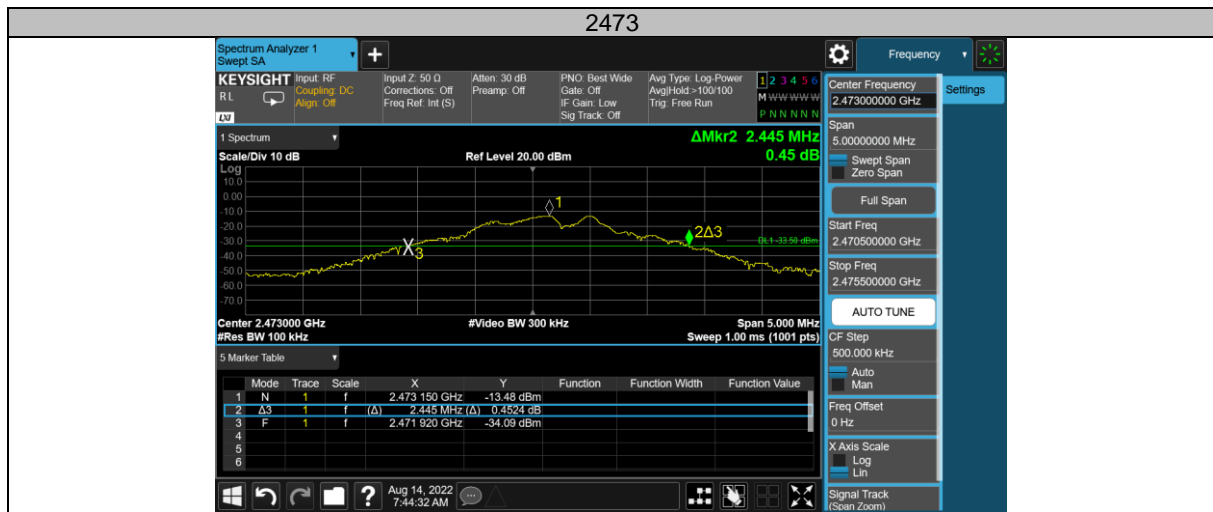 2473
Spectrum Analyzer 1
Swept SA
+
Frequency
KEYSIGHT
RL
LXI
Input: RF
Coupling: DC
Align: Off
Input Z: 50 Ω
Corrections: Off
Freq Ref: Int (S)
Atten: 30 dB
Preamp: Off
PNO: Best Wide
Gate: Off
IF Gain: Low
Sig Track: Off
Avg Type: Log-Power
Avg|Hold:>100/100
Trig: Free Run
1 2 3 4 5 6
M W W W W W
P N N N N N
Center Frequency
2.473000000 GHz
Settings
Span
5.00000000 MHz
Swept Span
Zero Span
Full Span
Start Freq
2.470500000 GHz
Stop Freq
2.475500000 GHz
AUTO TUNE
CF Step
500.000 kHz
Auto
Man
Freq Offset
0 Hz
X Axis Scale
Log
Lin
Signal Track
(Span Zoom)
1 Spectrum
ΔMkr2 2.445 MHz
Scale/Div 10 dB
Ref Level 20.00 dBm
0.45 dB
Log
10.0
0.00
-10.0
-20.0
-30.0
-40.0
-50.0
-60.0
-70.0
1
2Δ3
3
DL1 -33.50 dBm
Center 2.473000 GHz
#Video BW 300 kHz
Span 5.000 MHz
#Res BW 100 kHz
Sweep 1.00 ms (1001 pts)
5 Marker Table
Mode Trace Scale X Y Function Function Width Function Value
1 N 1 f 2.473 150 GHz -13.48 dBm
2 Δ3 1 f (Δ) 2.445 MHz (Δ) 0.4524 dB
3 F 1 f 2.471 920 GHz -34.09 dBm
4
5
6
?
Aug 14, 2022
7:44:32 AM